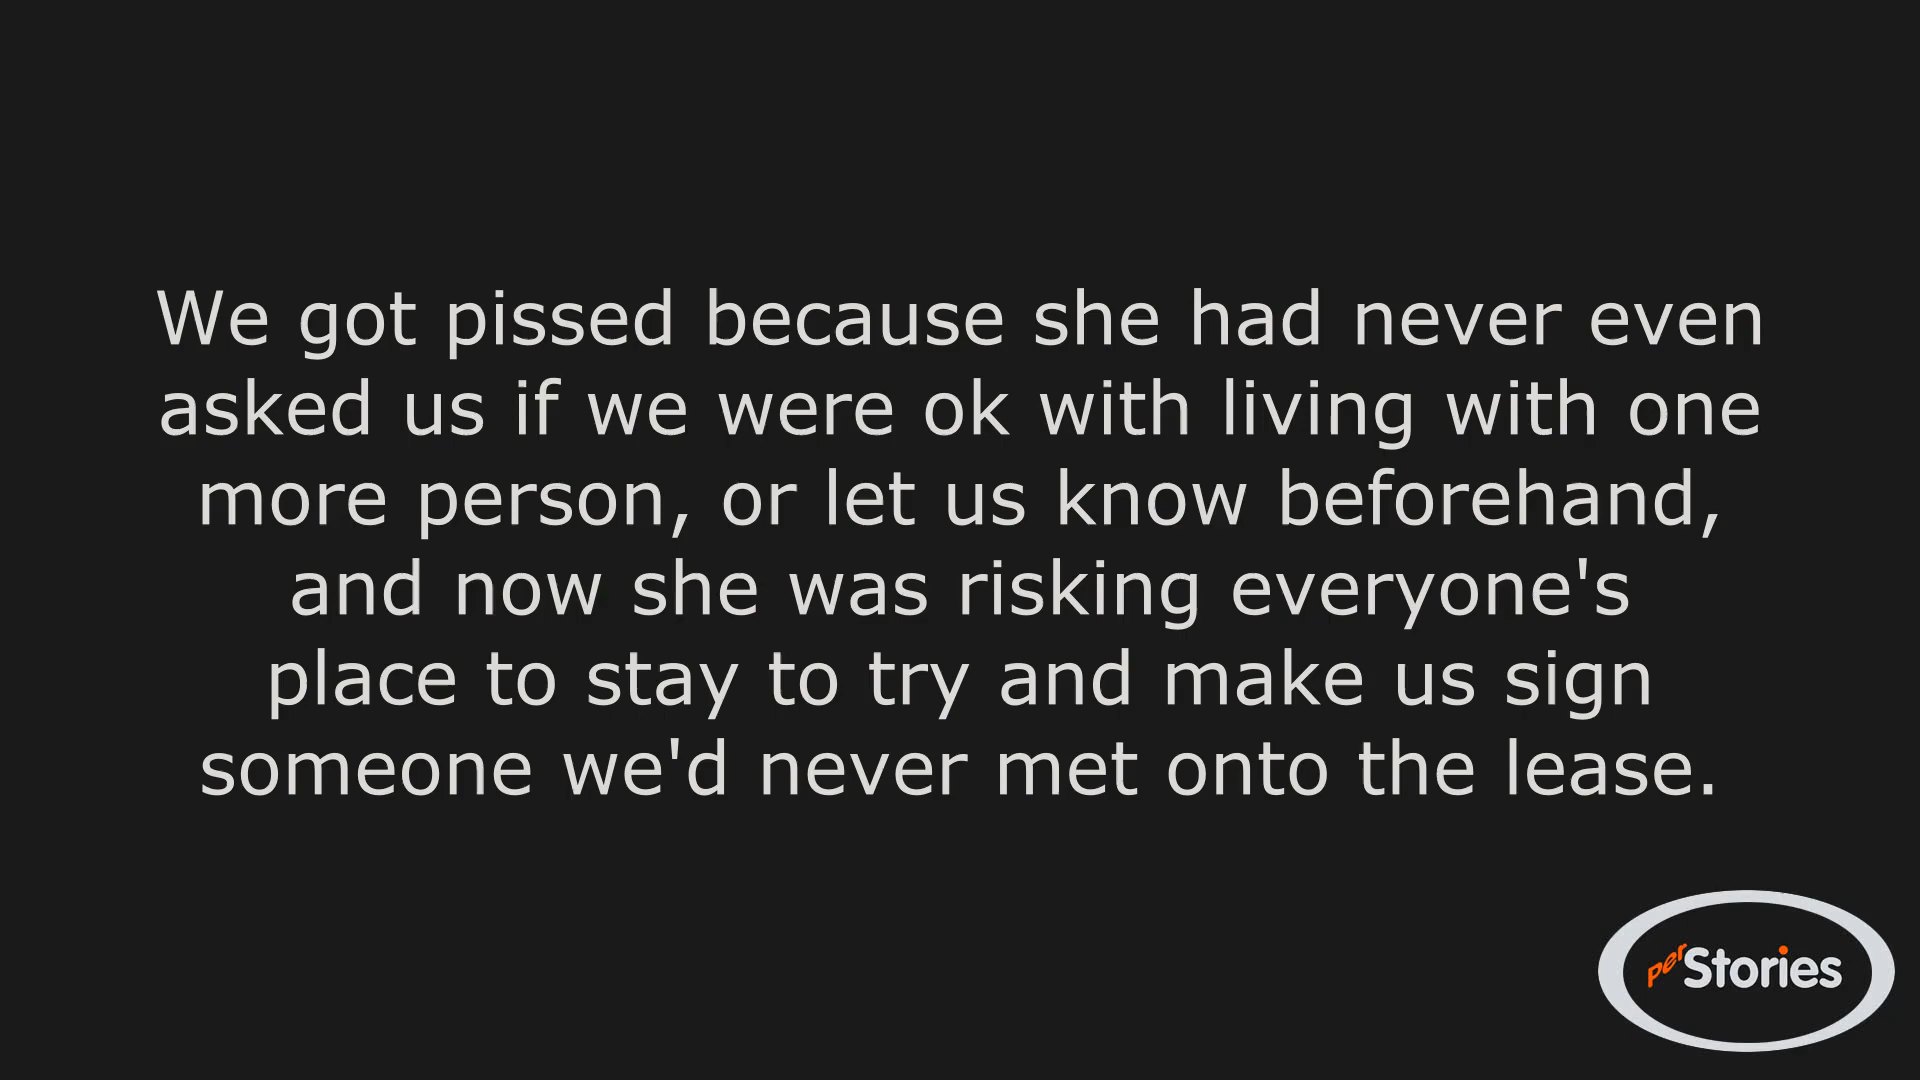 We got pissed because she had never even
asked us if we were ok with living with one
more person, or let us know beforehand,
and now she was risking everyone's
place to stay to try and make us sign
someone we'd never met onto the lease.
perStories